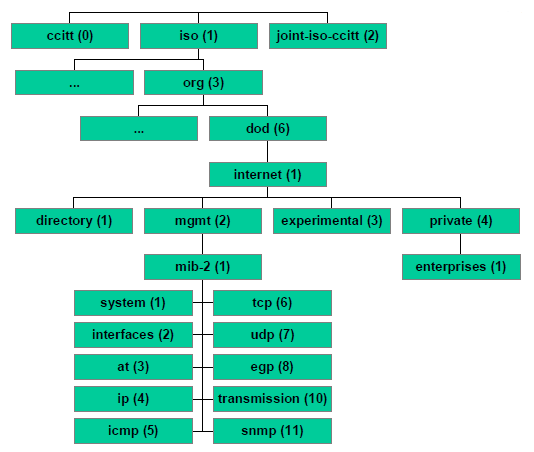 ccitt (0)
iso (1)
joint-iso-ccitt (2)
...
org (3)
...
dod (6)
internet (1)
directory (1)
mgmt (2)
experimental (3)
private (4)
mib-2 (1)
enterprises (1)
system (1)
tcp (6)
interfaces (2)
udp (7)
at (3)
egp (8)
ip (4)
transmission (10)
icmp (5)
snmp (11)